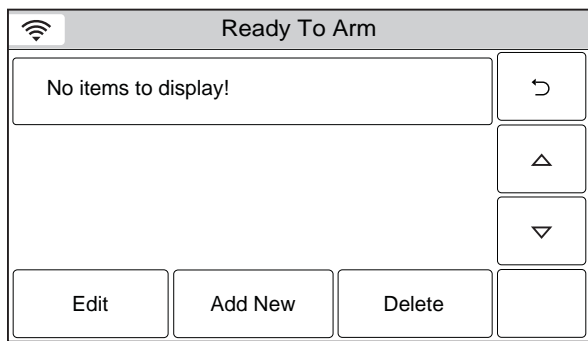 Ready To Arm
No items to display!
Edit
Add New
Delete